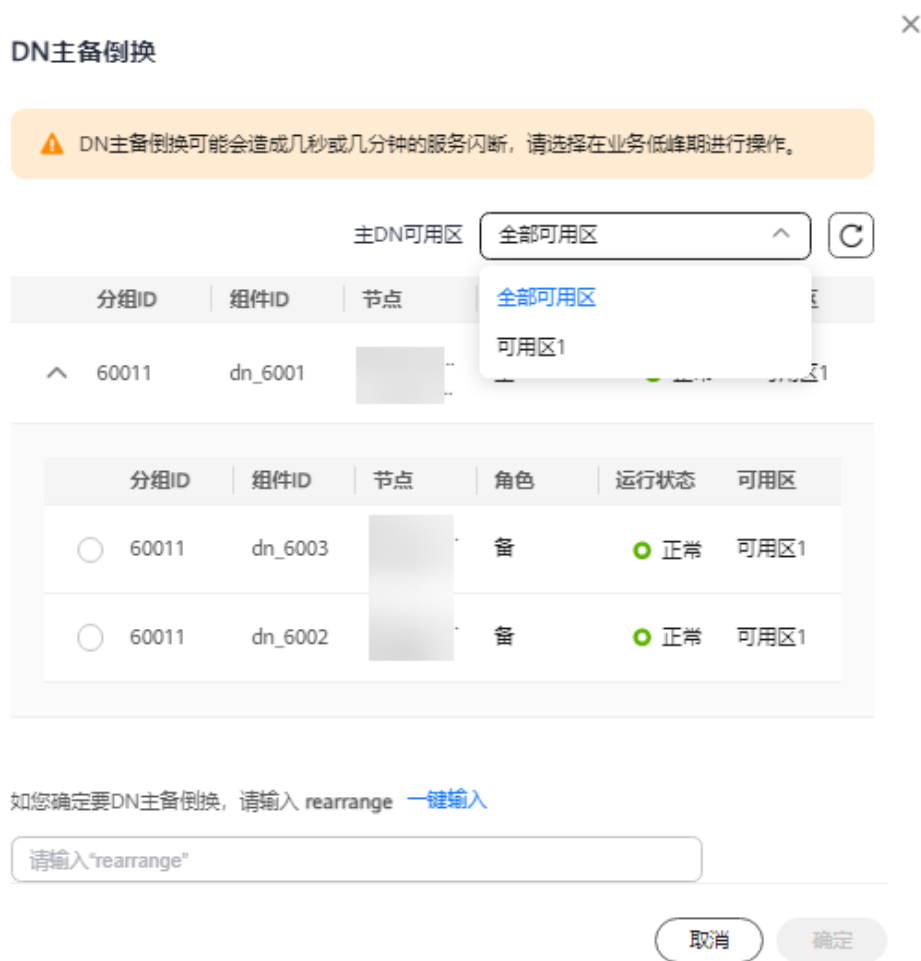 DN主备倒换
DN主备倒换可能会造成几秒或几分钟的服务闪断，请选择在业务低峰期进行操作。
主DN可用区 全部可用区
分组ID 组件ID 节点
全部可用区
可用区1
60011 dn_6001
分组ID 组件ID 节点 角色 运行状态 可用区
60011 dn_6003 备 正常 可用区1
60011 dn_6002 备 正常 可用区1
如您确定要DN主备倒换，请输入 rearrange 一键输入
请输入“rearrange”
取消 确定